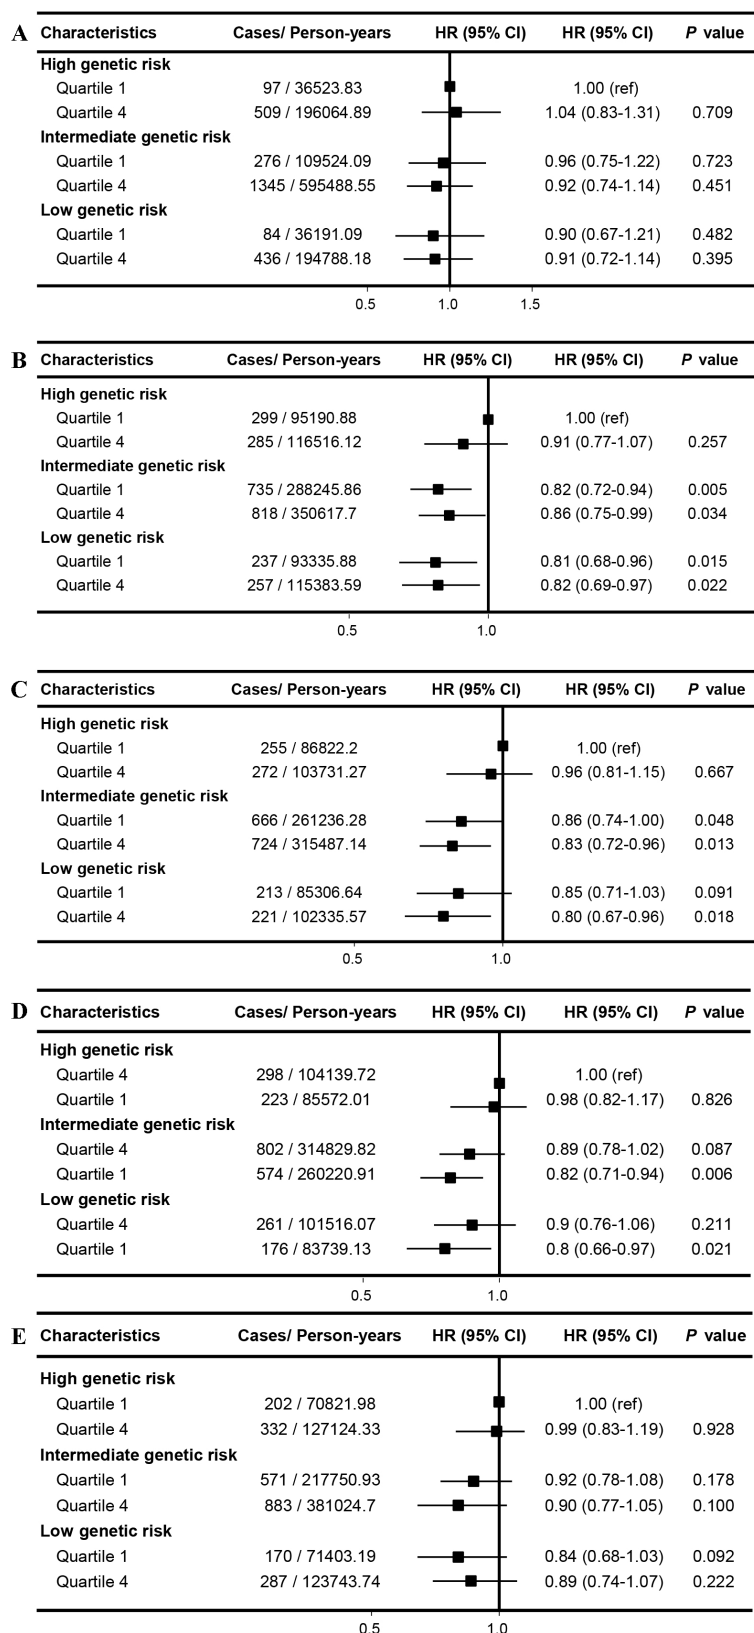 A Characteristics Cases/ Person-years HR (95% CI) HR (95% CI) P value
High genetic risk
Quartile 1 97 / 36523.83 1.00 (ref)
Quartile 4 509 / 196064.89 1.04 (0.83-1.31) 0.709
Intermediate genetic risk
Quartile 1 276 / 109524.09 0.96 (0.75-1.22) 0.723
Quartile 4 1345 / 595488.55 0.92 (0.74-1.14) 0.451
Low genetic risk
Quartile 1 84 / 36191.09 0.90 (0.67-1.21) 0.482
Quartile 4 436 / 194788.18 0.91 (0.72-1.14) 0.395
0.5 1.0 1.5
B Characteristics Cases/ Person-years HR (95% CI) HR (95% CI) P value
High genetic risk
Quartile 1 299 / 95190.88 1.00 (ref)
Quartile 4 285 / 116516.12 0.91 (0.77-1.07) 0.257
Intermediate genetic risk
Quartile 1 735 / 288245.86 0.82 (0.72-0.94) 0.005
Quartile 4 818 / 350617.7 0.86 (0.75-0.99) 0.034
Low genetic risk
Quartile 1 237 / 93335.88 0.81 (0.68-0.96) 0.015
Quartile 4 257 / 115383.59 0.82 (0.69-0.97) 0.022
0.5 1.0
C Characteristics Cases/ Person-years HR (95% CI) HR (95% CI) P value
High genetic risk
Quartile 1 255 / 86822.2 1.00 (ref)
Quartile 4 272 / 103731.27 0.96 (0.81-1.15) 0.667
Intermediate genetic risk
Quartile 1 666 / 261236.28 0.86 (0.74-1.00) 0.048
Quartile 4 724 / 315487.14 0.83 (0.72-0.96) 0.013
Low genetic risk
Quartile 1 213 / 85306.64 0.85 (0.71-1.03) 0.091
Quartile 4 221 / 102335.57 0.80 (0.67-0.96) 0.018
0.5 1.0
D Characteristics Cases/ Person-years HR (95% CI) HR (95% CI) P value
High genetic risk
Quartile 4 298 / 104139.72 1.00 (ref)
Quartile 1 223 / 85572.01 0.98 (0.82-1.17) 0.826
Intermediate genetic risk
Quartile 4 802 / 314829.82 0.89 (0.78-1.02) 0.087
Quartile 1 574 / 260220.91 0.82 (0.71-0.94) 0.006
Low genetic risk
Quartile 4 261 / 101516.07 0.9 (0.76-1.06) 0.211
Quartile 1 176 / 83739.13 0.8 (0.66-0.97) 0.021
0.5 1.0
E Characteristics Cases/ Person-years HR (95% CI) HR (95% CI) P value
High genetic risk
Quartile 1 202 / 70821.98 1.00 (ref)
Quartile 4 332 / 127124.33 0.99 (0.83-1.19) 0.928
Intermediate genetic risk
Quartile 1 571 / 217750.93 0.92 (0.78-1.08) 0.178
Quartile 4 883 / 381024.7 0.90 (0.77-1.05) 0.100
Low genetic risk
Quartile 1 170 / 71403.19 0.84 (0.68-1.03) 0.092
Quartile 4 287 / 123743.74 0.89 (0.74-1.07) 0.222
0.5 1.0